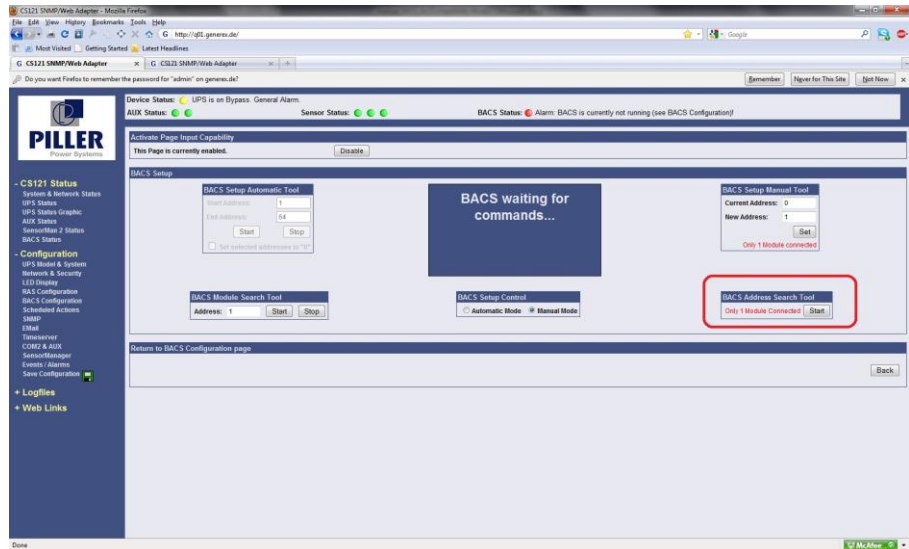 CS121 SNMP/Web Adapter - Mozilla Firefox
File Edit View History Bookmarks Tools Help
http://q81.generex.de/
Google
Most Visited Getting Started Latest Headlines
G CS121 SNMP/Web Adapter × G CS121 SNMP/Web Adapter × +
Do you want Firefox to remember the password for "admin" on generex.de?
Remember Never for This Site Not Now ×
PILLER
Power Systems
Device Status: UPS is on Bypass. General Alarm.
AUX Status: Sensor Status: BACS Status: Alarm: BACS is currently not running (see BACS Configuration)!
- CS121 Status
System & Network Status
UPS Status
UPS Status Graphic
AUX Status
SensorMan 2 Status
BACS Status
- Configuration
UPS Model & System
Network & Security
LED Display
RAS Configuration
BACS Configuration
Scheduled Actions
SNMP
EMail
Timeserver
COM2 & AUX
SensorManager
Events / Alarms
Save Configuration
+ Logfiles
+ Web Links
Activate Page Input Capability
This Page is currently enabled. Disable
BACS Setup
BACS Setup Automatic Tool
Start Address: 1
End Address: 64
Start Stop
Set selected addresses to "0"
BACS waiting for
commands...
BACS Setup Manual Tool
Current Address: 0
New Address: 1
Set
Only 1 Module connected
BACS Module Search Tool
Address: 1 Start Stop
BACS Setup Control
Automatic Mode Manual Mode
BACS Address Search Tool
Only 1 Module Connected Start
Return to BACS Configuration page
Back
Done
McAfee